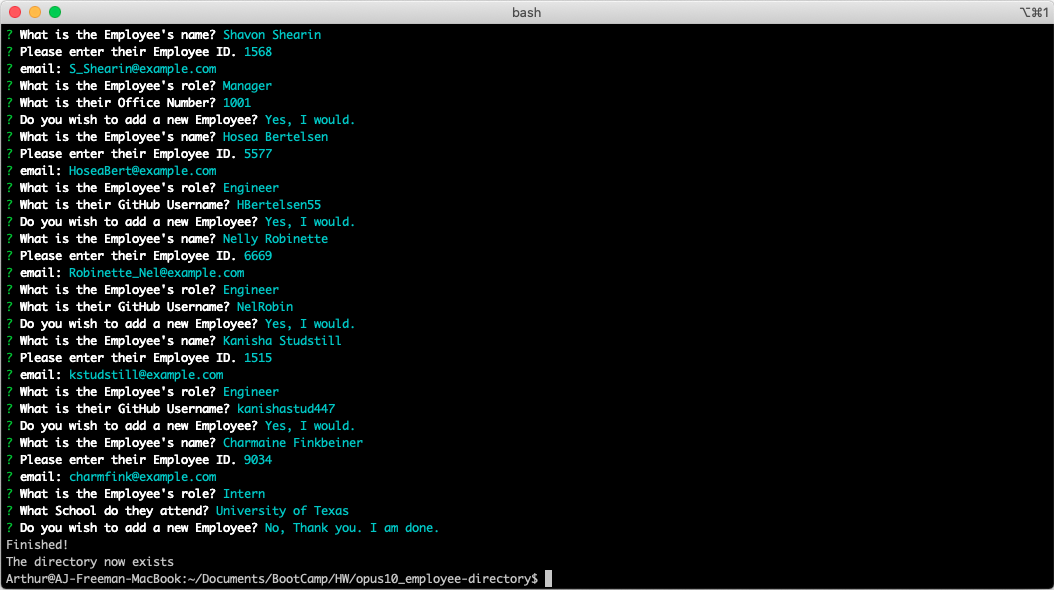 bash
⌥⌘1
? What is the Employee's name? Shavon Shearin
? Please enter their Employee ID. 1568
? email: S_Shearin@example.com
? What is the Employee's role? Manager
? What is their Office Number? 1001
? Do you wish to add a new Employee? Yes, I would.
? What is the Employee's name? Hosea Bertelsen
? Please enter their Employee ID. 5577
? email: HoseaBert@example.com
? What is the Employee's role? Engineer
? What is their GitHub Username? HBertelsen55
? Do you wish to add a new Employee? Yes, I would.
? What is the Employee's name? Nelly Robinette
? Please enter their Employee ID. 6669
? email: Robinette_Nel@example.com
? What is the Employee's role? Engineer
? What is their GitHub Username? NelRobin
? Do you wish to add a new Employee? Yes, I would.
? What is the Employee's name? Kanisha Studstill
? Please enter their Employee ID. 1515
? email: kstudstill@example.com
? What is the Employee's role? Engineer
? What is their GitHub Username? kanishastud447
? Do you wish to add a new Employee? Yes, I would.
? What is the Employee's name? Charmaine Finkbeiner
? Please enter their Employee ID. 9034
? email: charmfink@example.com
? What is the Employee's role? Intern
? What School do they attend? University of Texas
? Do you wish to add a new Employee? No, Thank you. I am done.
Finished!
The directory now exists
Arthur@AJ-Freeman-MacBook:~/Documents/BootCamp/HW/opus10_employee-directory$